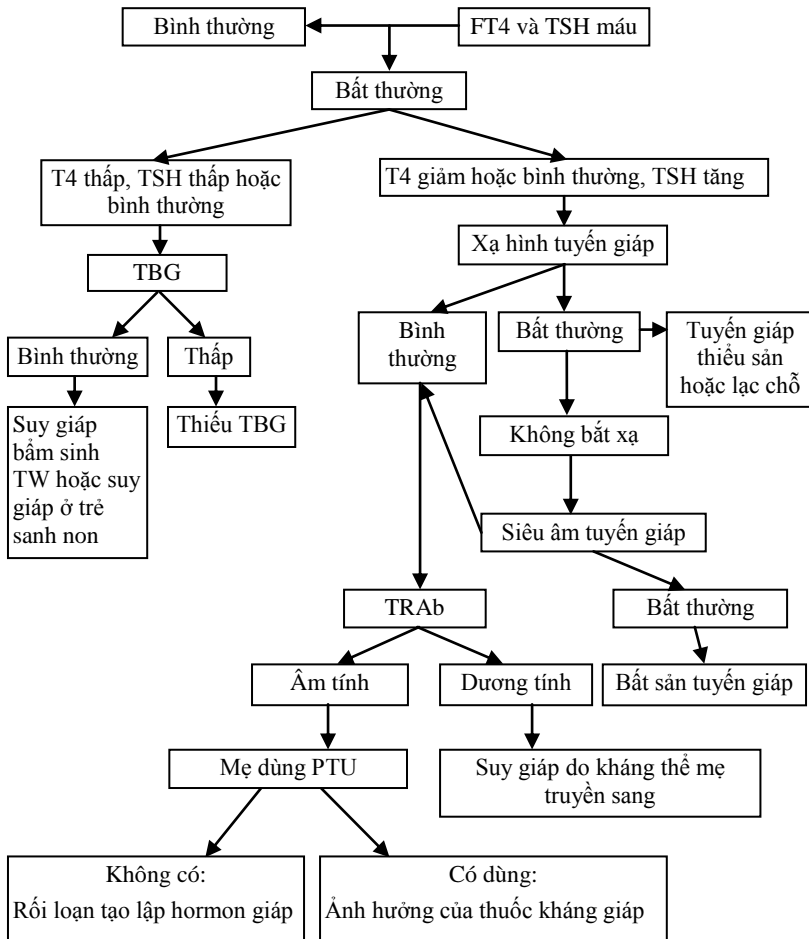 Bình thường
FT4 và TSH máu
Bất thường
T4 thấp, TSH thấp hoặc
bình thường
T4 giảm hoặc bình thường, TSH tăng
Xạ hình tuyến giáp
TBG
Bình
thường
Bất thường
Tuyến giáp
thiểu sản
hoặc lạc chỗ
Bình thường
Thấp
Suy giáp
bẩm sinh
TW hoặc suy
giáp ở trẻ
sanh non
Thiếu TBG
Không bắt xạ
Siêu âm tuyến giáp
TRAb
Bất thường
Âm tính
Dương tính
Bất sản tuyến giáp
Mẹ dùng PTU
Suy giáp do kháng thể mẹ
truyền sang
Không có:
Rối loạn tạo lập hormon giáp
Có dùng:
Ảnh hưởng của thuốc kháng giáp